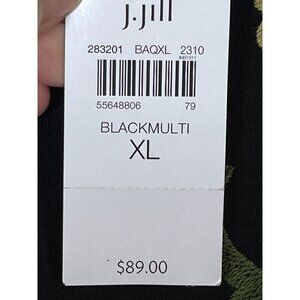 J.Jill
283201 BAQXL 2310
55648806 79
BLACKMULTI
XL
$89.00